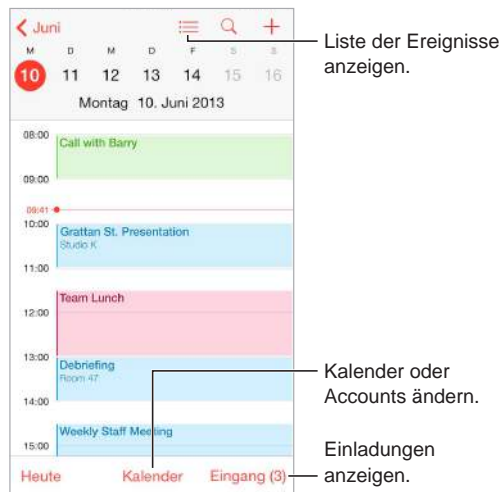 Juni
M D M D F S S
10 11 12 13 14 15 16
Montag 10. Juni 2013
08:00
Call with Barry
09:00
09:41
10:00
Grattan St. Presentation
Studio K
11:00
Team Lunch
12:00
13:00
Debriefing
Room 47
14:00
Weekly Staff Meeting
15:00
Heute Kalender Eingang (3)
Liste der Ereignisse
anzeigen.
Kalender oder
Accounts ändern.
Einladungen
anzeigen.